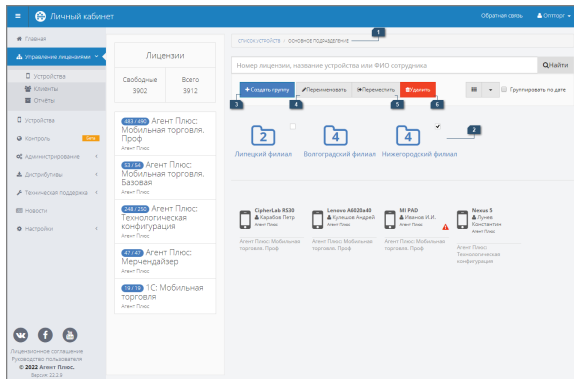 Личный кабинет
Обратная связь
Оптторг
Главная
Управление лицензиями
Устройства
Клиенты
Отчеты
Устройства
Контроль
Администрирование
Дистрибутивы
Техническая поддержка
Новости
Настройки
Лицензионное соглашение
Руководство пользователя
© 2022 Агент Плюс.
Версия: 22.2.9
Лицензии
Свободные Всего
3902 3912
483 / 490 Агент Плюс:
Мобильная торговля.
Проф
Агент Плюс
53 / 54 Агент Плюс:
Мобильная торговля.
Базовая
Агент Плюс
248 / 250 Агент Плюс:
Технологическая
конфигурация
Агент Плюс
47 / 47 Агент Плюс:
Мерчендайзер
Агент Плюс
19 / 19 1С: Мобильная
торговля
Агент Плюс
СПИСОК УСТРОЙСТВ / ОСНОВНОЕ ПОДРАЗДЕЛЕНИЕ
1
Номер лицензии, название устройства или ФИО сотрудника
Найти
+Создать группу
Переименовать
Переместить
Удалить
Группировать по дате
3 4 5 6
2
Липецкий филиал
4
Волгоградский филиал
4
Нижегородский филиал
2
CipherLab RS30
Карабов Петр
Агент Плюс
Агент Плюс: Мобильная
торговля. Проф
Lenovo A6020a40
Кулешов Андрей
Агент Плюс
Агент Плюс: Мобильная
торговля. Проф
MI PAD
Иванов И.И.
Агент Плюс
Агент Плюс: Мобильная
торговля. Проф
Nexus 5
Лунев
Константин
Агент Плюс
Агент Плюс:
Технологическая
конфигурация